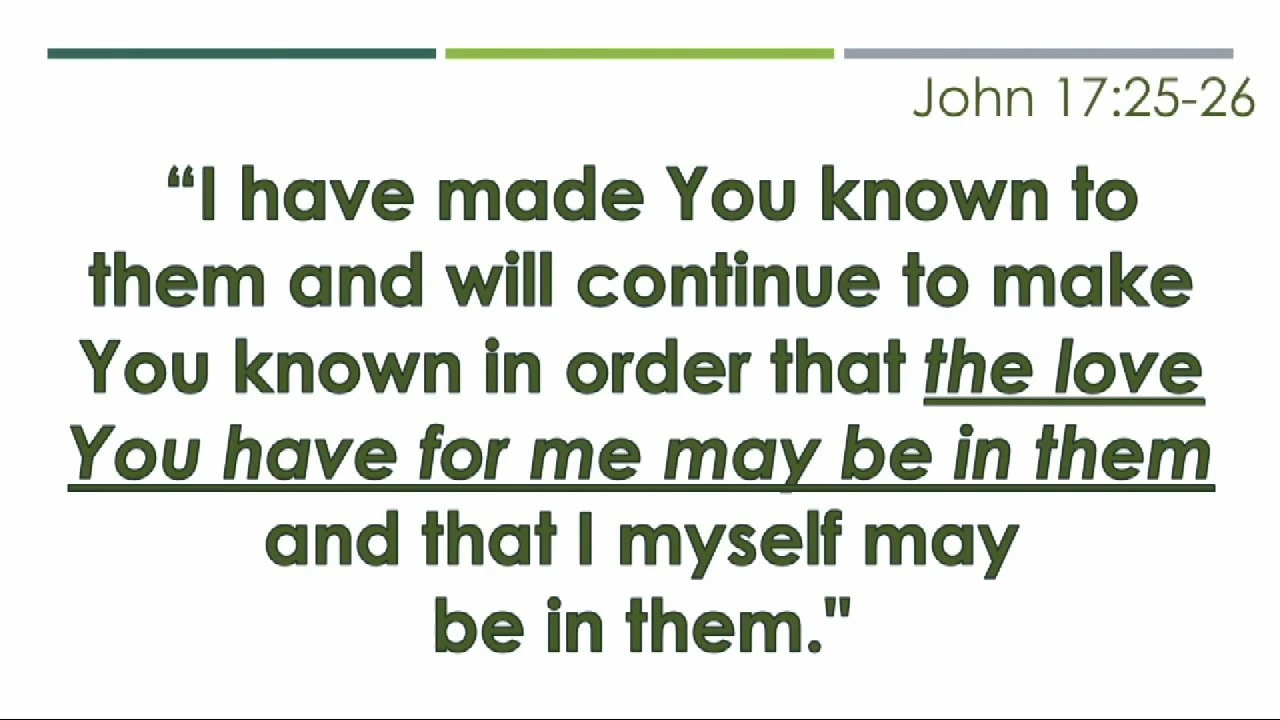 John 17:25-26
“I have made You known to
them and will continue to make
You known in order that the love
You have for me may be in them
and that I myself may
be in them."